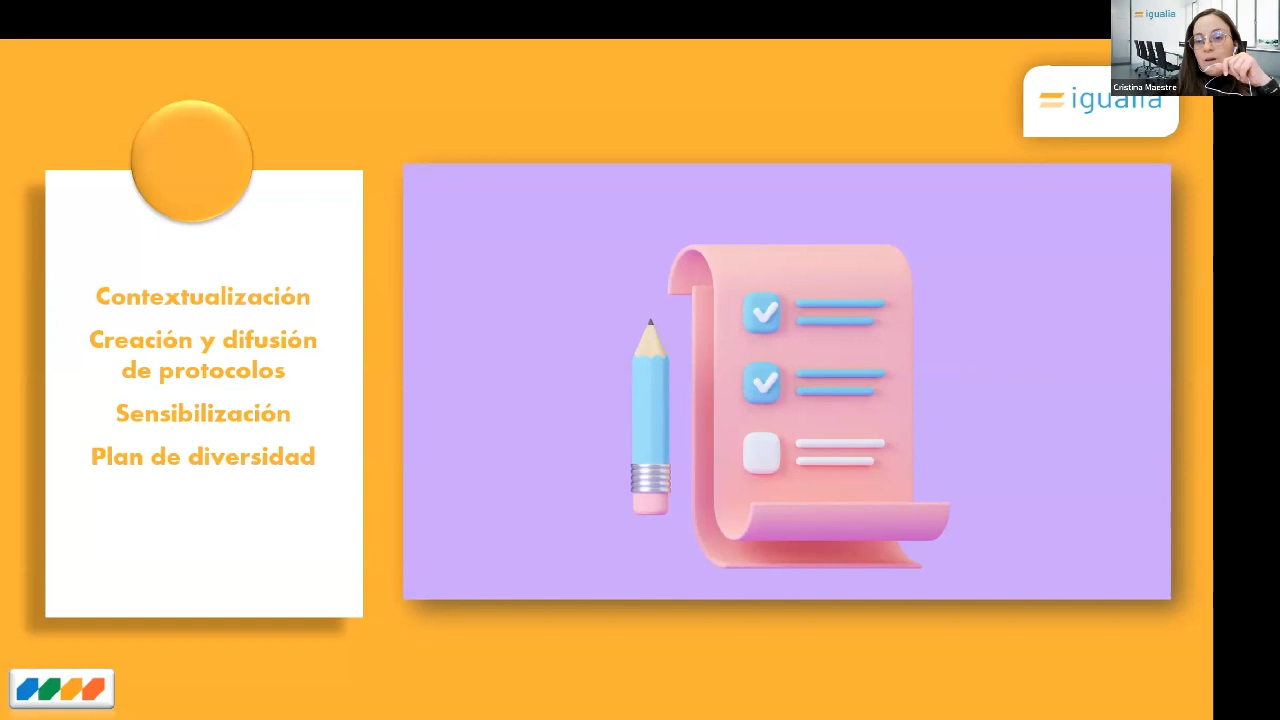 igualia
Cristina Maestre
igualia
Contextualización
Creación y difusión
de protocolos
Sensibilización
Plan de diversidad